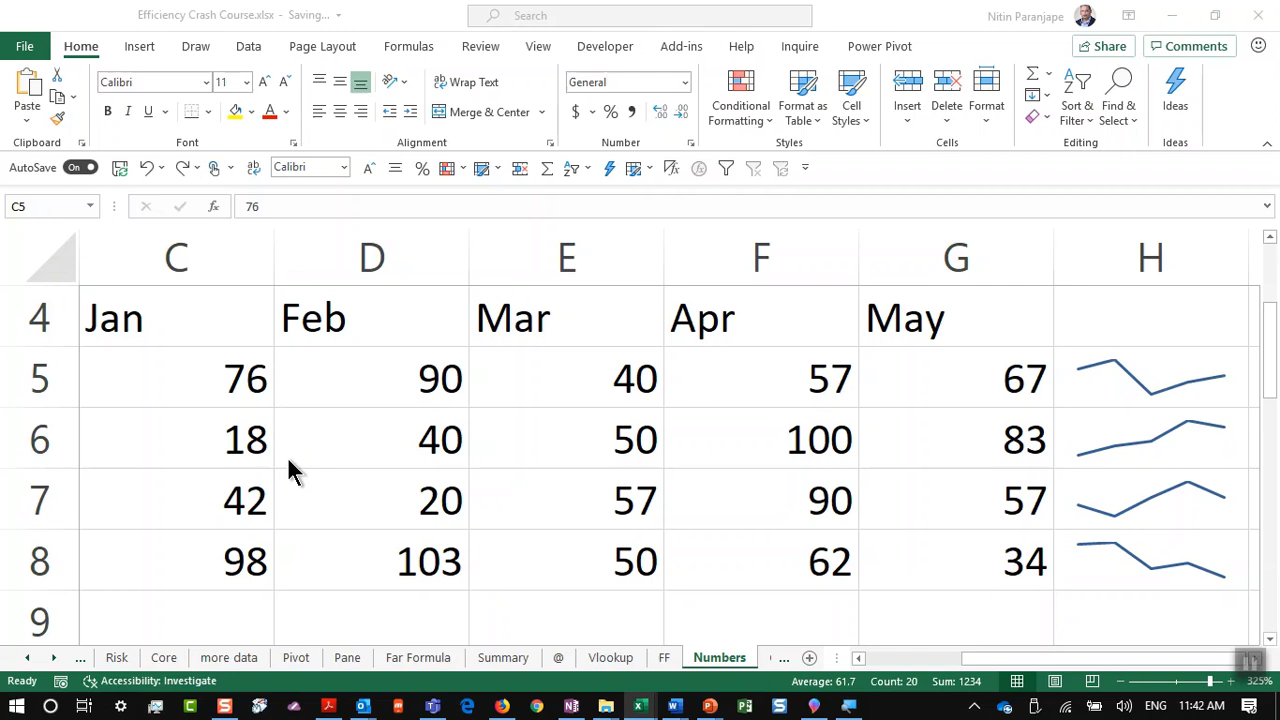 Efficiency Crash Course.xlsx - Saving...
Search
Nitin Paranjape
File Home Insert Draw Data Page Layout Formulas Review View Developer Add-ins Help Inquire Power Pivot Share Comments
Calibri 11 Wrap Text General
Paste Conditional Formatting Format as Table Cell Styles Insert Delete Format Sort & Filter Find & Select Ideas
B I U A Merge & Center $ %
Clipboard Font Alignment Number Styles Cells Editing Ideas
AutoSave On Calibri %
C5 fx 76
C D E F G H
4 Jan Feb Mar Apr May
5 76 90 40 57 67
6 18 40 50 100 83
7 42 20 57 90 57
8 98 103 50 62 34
9
... Risk Core more data Pivot Pane Far Formula Summary @ Vlookup FF Numbers ...
Ready Accessibility: Investigate Average: 61.7 Count: 20 Sum: 1234 325%
ENG 11:42 AM